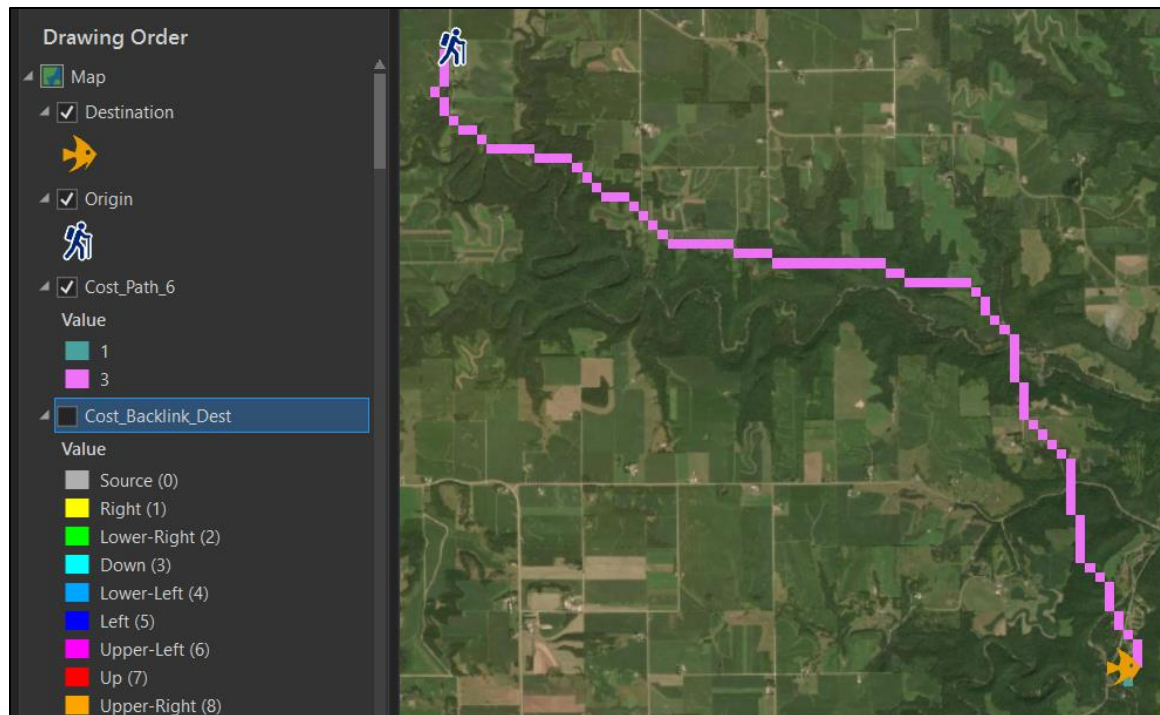 Drawing Order
Map
Destination
Origin
Cost_Path_6
Value
1
3
Cost_Backlink_Dest
Value
Source (0)
Right (1)
Lower-Right (2)
Down (3)
Lower-Left (4)
Left (5)
Upper-Left (6)
Up (7)
Upper-Right (8)